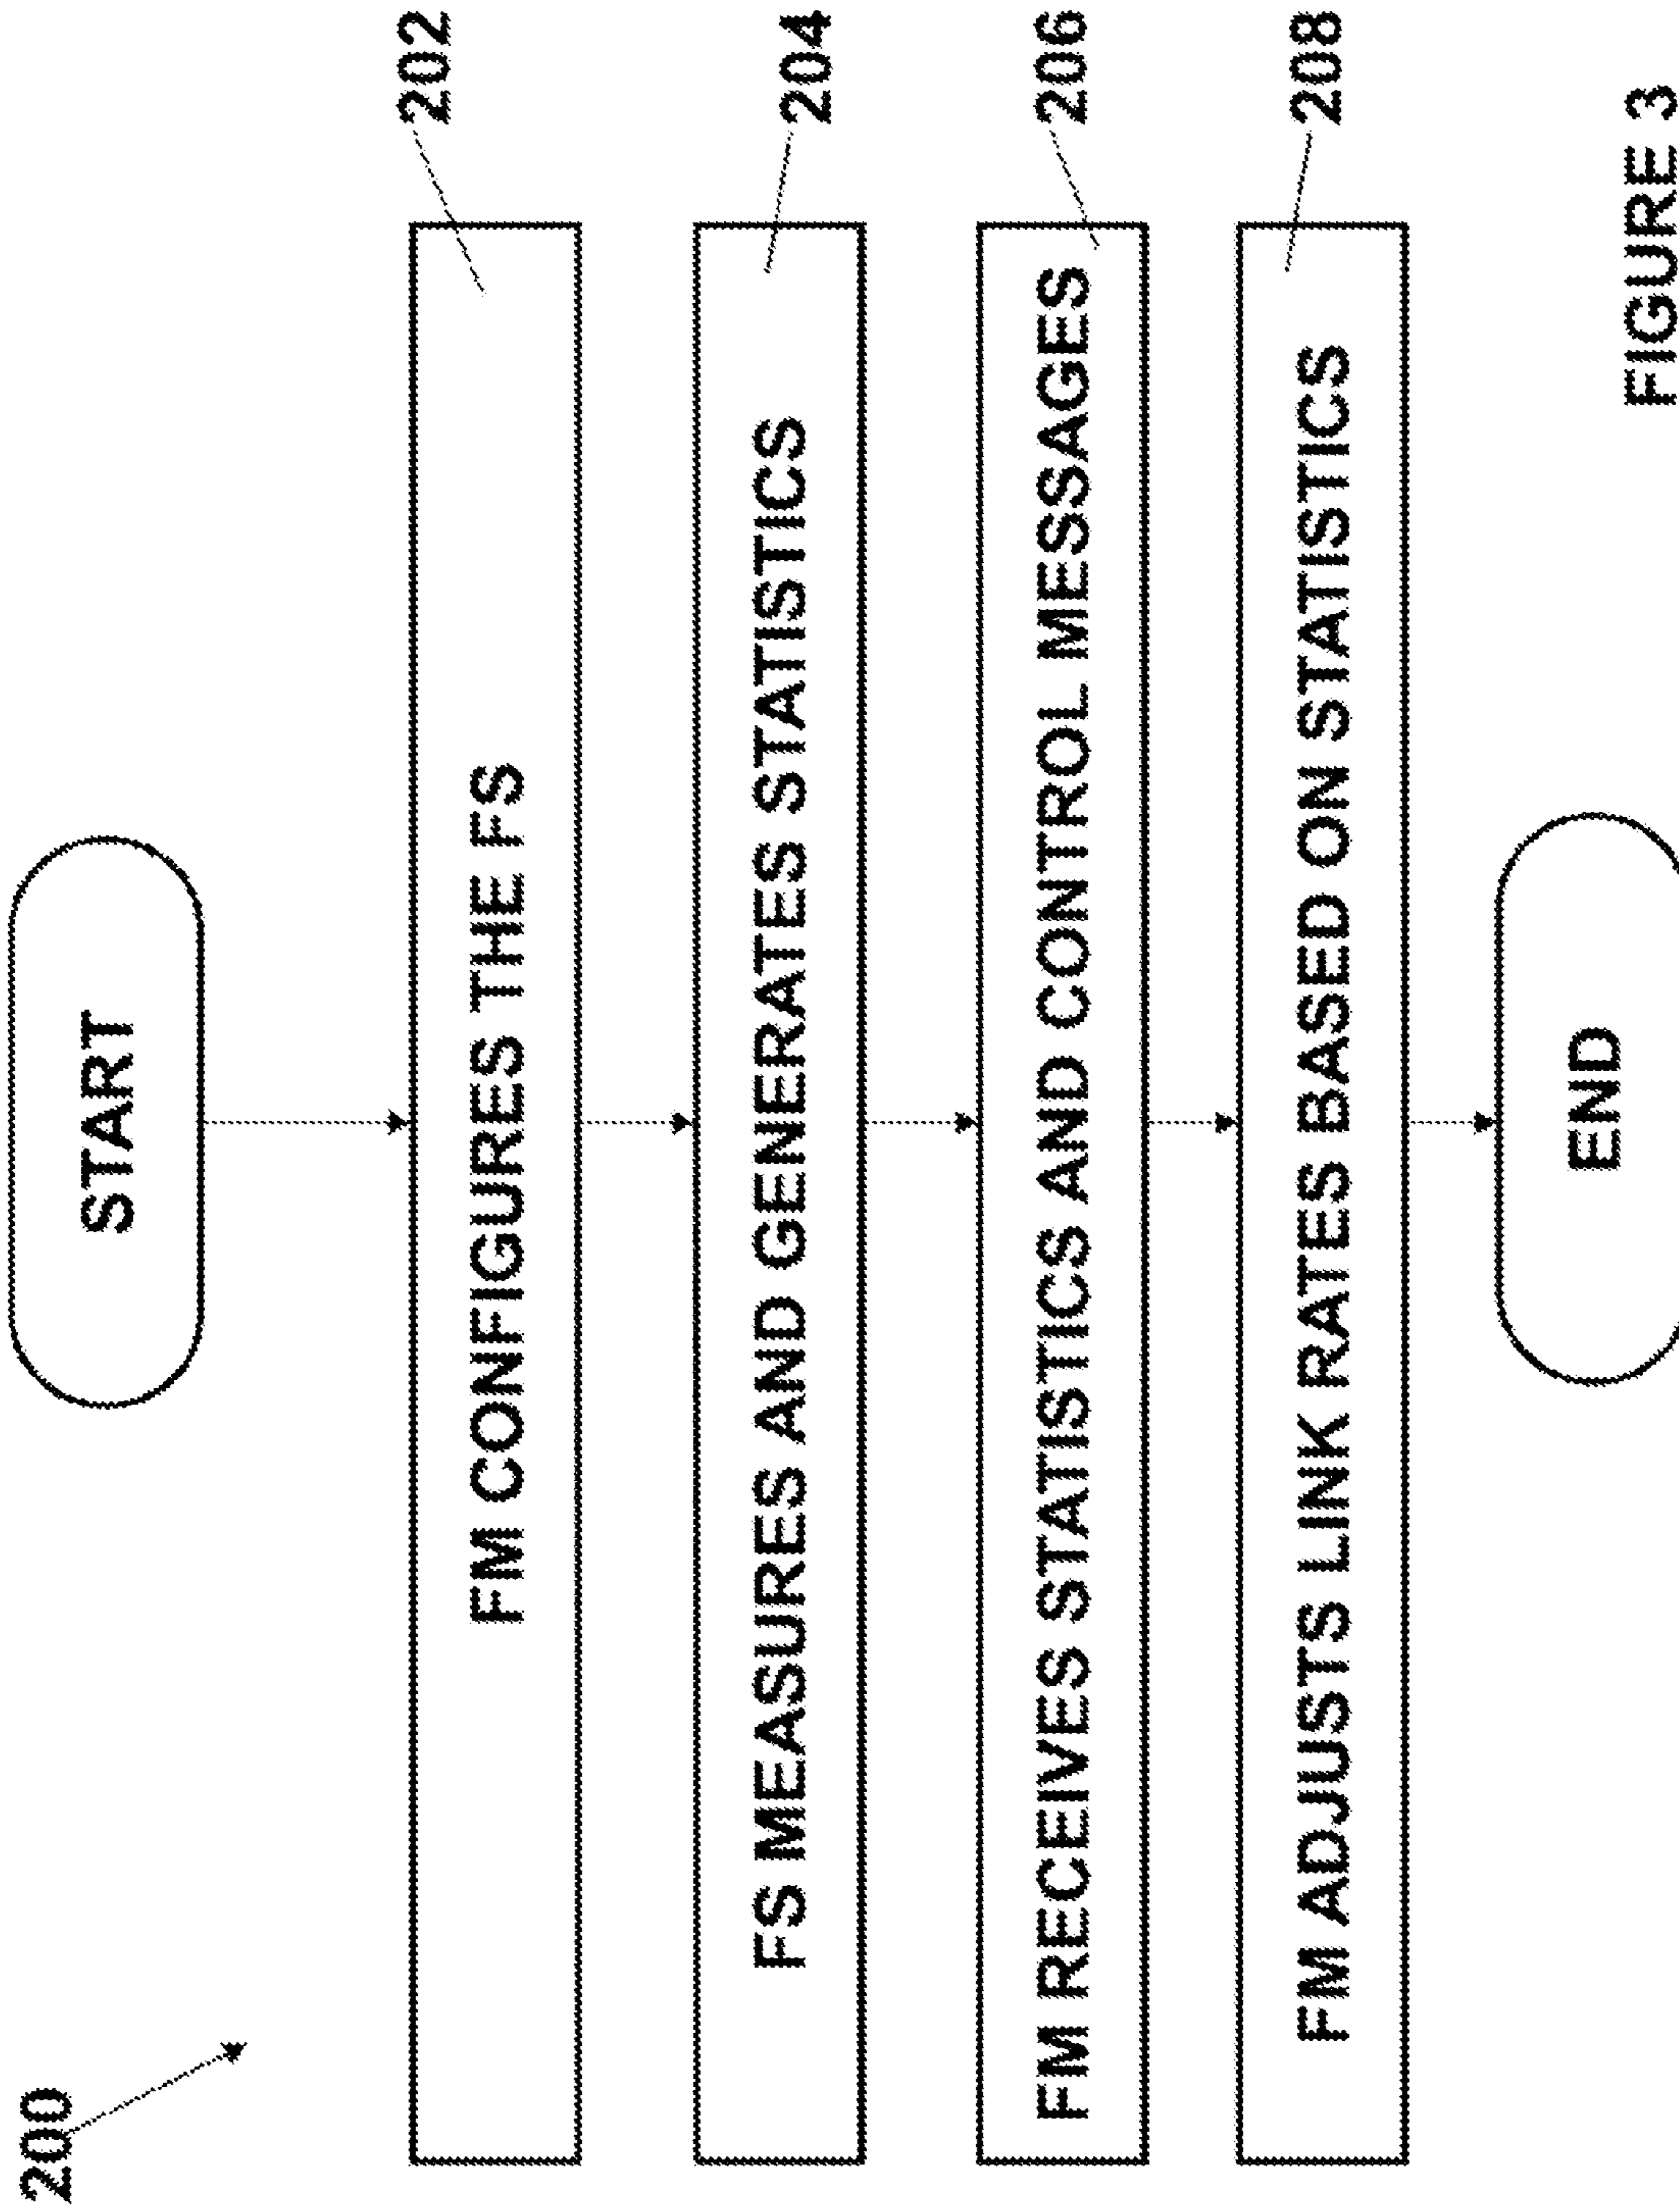 200
START
FM CONFIGURES THE FS
202
FS MEASURES AND GENERATES STATISTICS
204
FM RECEIVES STATISTICS AND CONTROL MESSAGES
206
FM ADJUSTS LINK RATES BASED ON STATISTICS
208
END
FIGURE 3